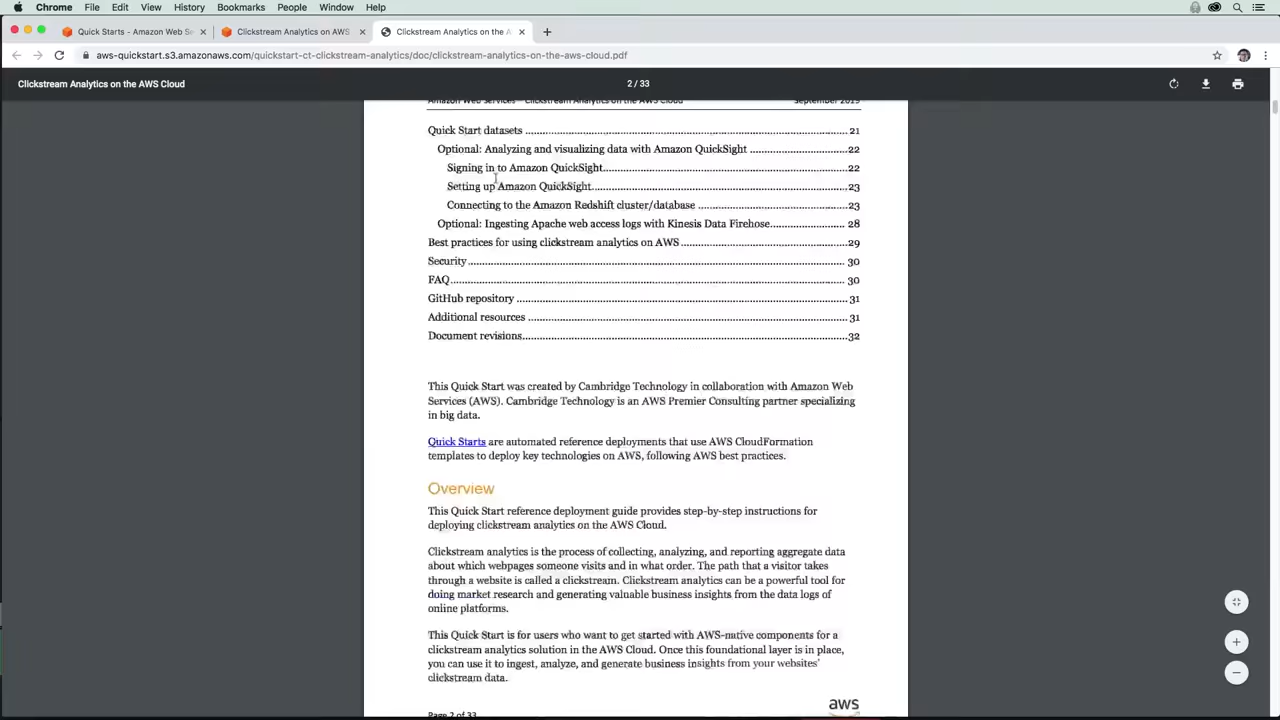 Chrome File Edit View History Bookmarks People Window Help
Quick Starts - Amazon Web Se
Clickstream Analytics on AWS
Clickstream Analytics on the A
aws-quickstart.s3.amazonaws.com/quickstart-ct-clickstream-analytics/doc/clickstream-analytics-on-the-aws-cloud.pdf
Clickstream Analytics on the AWS Cloud
2 / 33
Amazon Web Services – Clickstream Analytics on the AWS Cloud September 2019
Quick Start datasets 21
Optional: Analyzing and visualizing data with Amazon QuickSight 22
Signing in to Amazon QuickSight 22
Setting up Amazon QuickSight 23
Connecting to the Amazon Redshift cluster/database 23
Optional: Ingesting Apache web access logs with Kinesis Data Firehose 28
Best practices for using clickstream analytics on AWS 29
Security 30
FAQ 30
GitHub repository 31
Additional resources 31
Document revisions 32
This Quick Start was created by Cambridge Technology in collaboration with Amazon Web
Services (AWS). Cambridge Technology is an AWS Premier Consulting partner specializing
in big data.
Quick Starts are automated reference deployments that use AWS CloudFormation
templates to deploy key technologies on AWS, following AWS best practices.
Overview
This Quick Start reference deployment guide provides step-by-step instructions for
deploying clickstream analytics on the AWS Cloud.
Clickstream analytics is the process of collecting, analyzing, and reporting aggregate data
about which webpages someone visits and in what order. The path that a visitor takes
through a website is called a clickstream. Clickstream analytics can be a powerful tool for
doing market research and generating valuable business insights from the data logs of
online platforms.
This Quick Start is for users who want to get started with AWS-native components for a
clickstream analytics solution in the AWS Cloud. Once this foundational layer is in place,
you can use it to ingest, analyze, and generate business insights from your websites'
clickstream data.
Page 2 of 33
aws